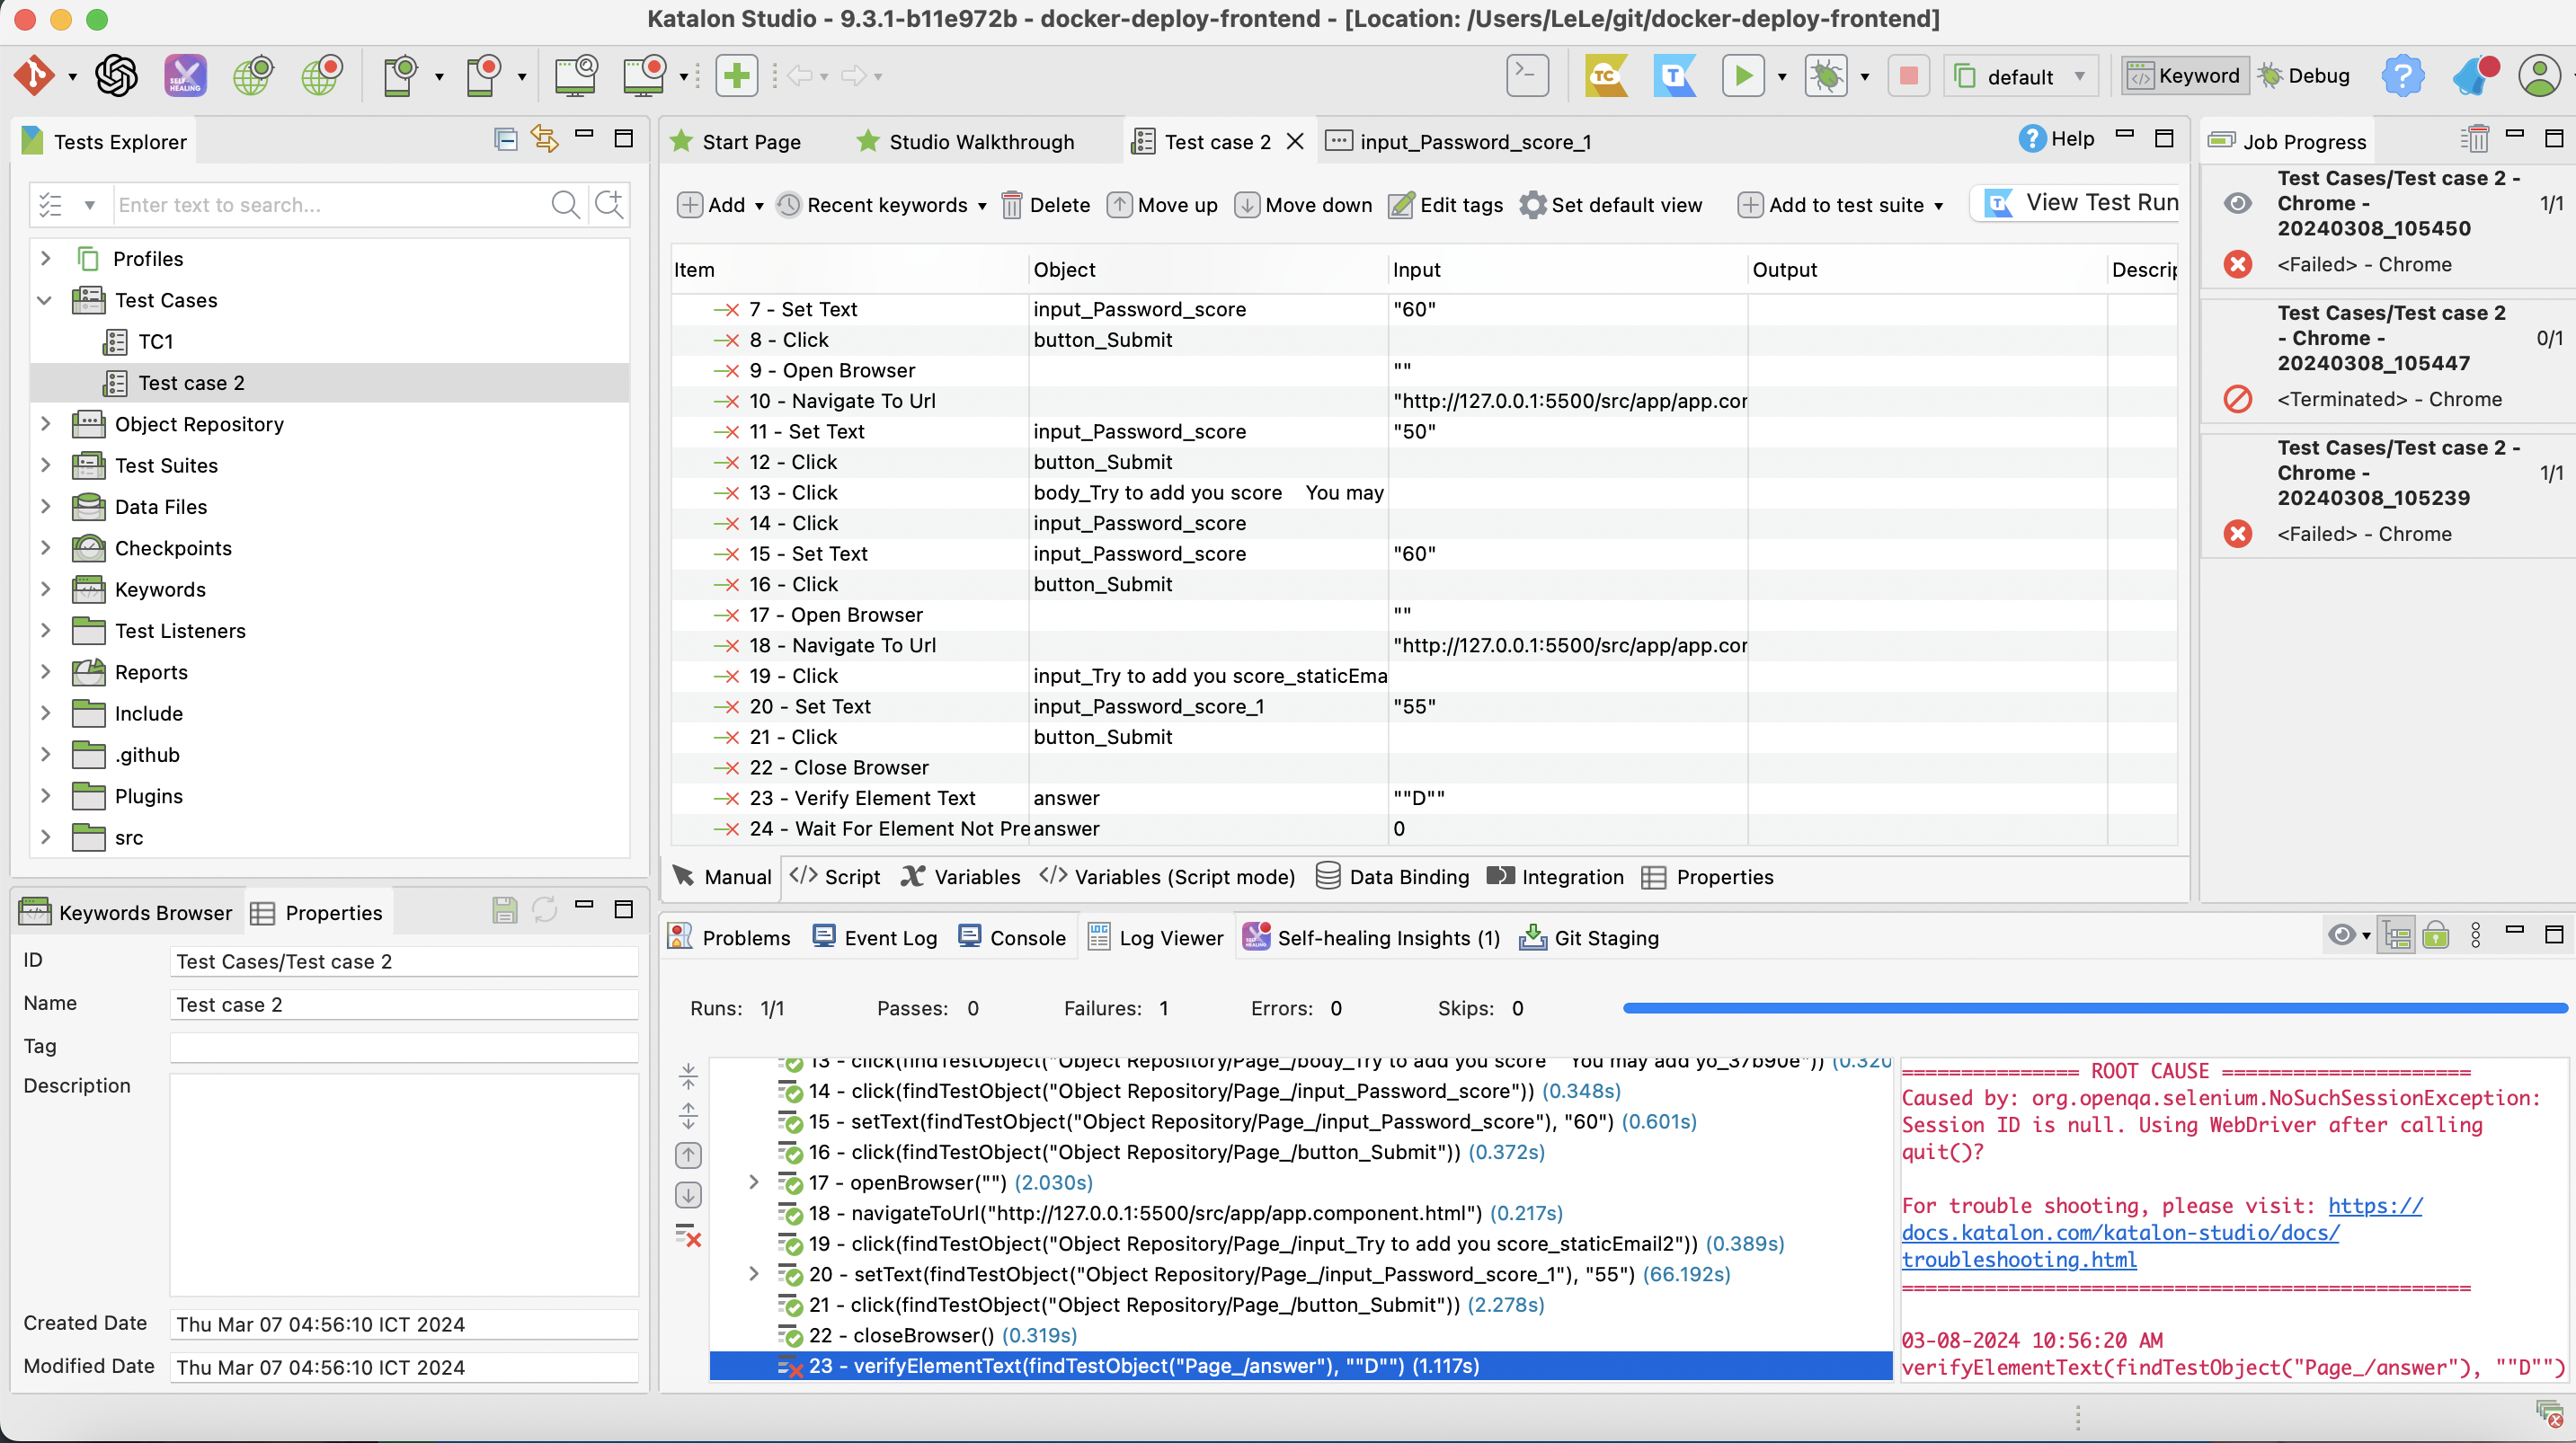 Katalon Studio - 9.3.1-b11e972b - docker-deploy-frontend - [Location: /Users/LeLe/git/docker-deploy-frontend]
SELF-HEALING
TC
T
default
Keyword
Debug
Tests Explorer
Enter text to search...
Profiles
Test Cases
TC1
Test case 2
Object Repository
Test Suites
Data Files
Checkpoints
Keywords
Test Listeners
Reports
Include
.github
Plugins
src
Keywords Browser
Properties
ID
Test Cases/Test case 2
Name
Test case 2
Tag
Description
Created Date
Thu Mar 07 04:56:10 ICT 2024
Modified Date
Thu Mar 07 04:56:10 ICT 2024
Start Page
Studio Walkthrough
Test case 2
input_Password_score_1
Help
Add
Recent keywords
Delete
Move up
Move down
Edit tags
Set default view
Add to test suite
View Test Run
Item Object Input Output Descrip
7 - Set Text input_Password_score "60"
8 - Click button_Submit
9 - Open Browser ""
10 - Navigate To Url "http://127.0.0.1:5500/src/app/app.cor
11 - Set Text input_Password_score "50"
12 - Click button_Submit
13 - Click body_Try to add you score You may
14 - Click input_Password_score
15 - Set Text input_Password_score "60"
16 - Click button_Submit
17 - Open Browser ""
18 - Navigate To Url "http://127.0.0.1:5500/src/app/app.cor
19 - Click input_Try to add you score_staticEma
20 - Set Text input_Password_score_1 "55"
21 - Click button_Submit
22 - Close Browser
23 - Verify Element Text answer ""D""
24 - Wait For Element Not Pre answer 0
Manual
Script
Variables
Variables (Script mode)
Data Binding
Integration
Properties
Problems
Event Log
Console
Log Viewer
Self-healing Insights (1)
Git Staging
Runs: 1/1 Passes: 0 Failures: 1 Errors: 0 Skips: 0
13 - click(findTestObject("Object Repository/Page_/body_Try to add you score You may add yo_37b90e")) (0.320
14 - click(findTestObject("Object Repository/Page_/input_Password_score")) (0.348s)
15 - setText(findTestObject("Object Repository/Page_/input_Password_score"), "60") (0.601s)
16 - click(findTestObject("Object Repository/Page_/button_Submit")) (0.372s)
17 - openBrowser("") (2.030s)
18 - navigateToUrl("http://127.0.0.1:5500/src/app/app.component.html") (0.217s)
19 - click(findTestObject("Object Repository/Page_/input_Try to add you score_staticEmail2")) (0.389s)
20 - setText(findTestObject("Object Repository/Page_/input_Password_score_1"), "55") (66.192s)
21 - click(findTestObject("Object Repository/Page_/button_Submit")) (2.278s)
22 - closeBrowser() (0.319s)
23 - verifyElementText(findTestObject("Page_/answer"), ""D"") (1.117s)
=============== ROOT CAUSE =====================
Caused by: org.openqa.selenium.NoSuchSessionException:
Session ID is null. Using WebDriver after calling
quit()?
For trouble shooting, please visit: https://
docs.katalon.com/katalon-studio/docs/
troubleshooting.html
================================================
03-08-2024 10:56:20 AM
verifyElementText(findTestObject("Page_/answer"), ""D"")
Job Progress
Test Cases/Test case 2 -
Chrome - 1/1
20240308_105450
<Failed> - Chrome
Test Cases/Test case 2
- Chrome - 0/1
20240308_105447
<Terminated> - Chrome
Test Cases/Test case 2 -
Chrome - 1/1
20240308_105239
<Failed> - Chrome